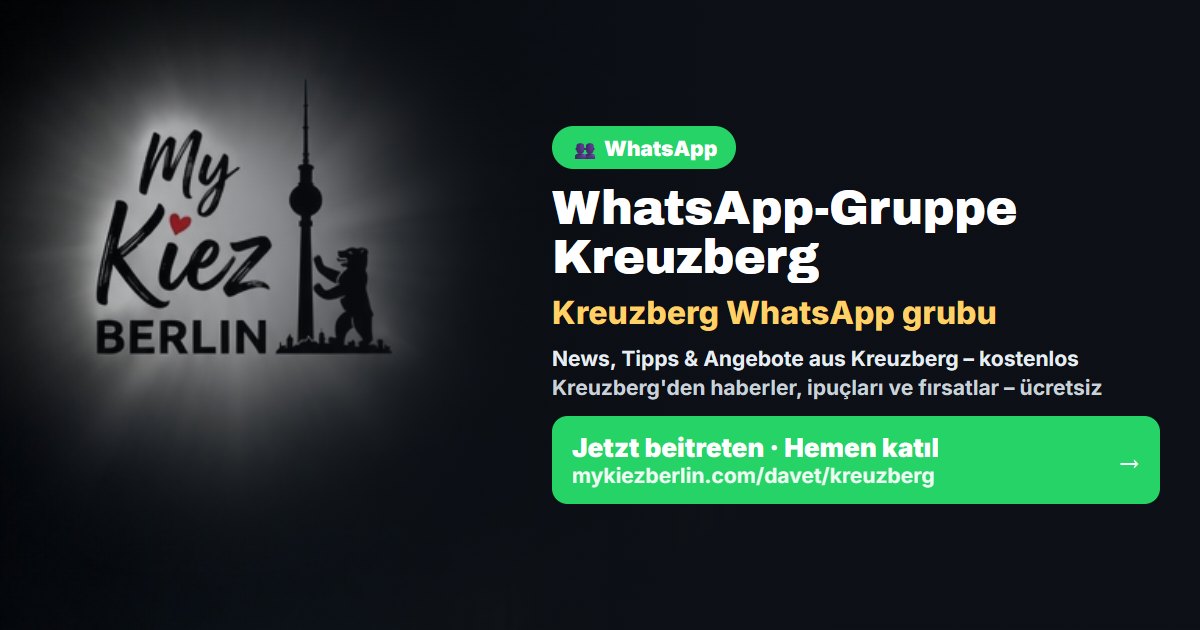 My
Kiez
BERLIN
WhatsApp
WhatsApp-Gruppe
Kreuzberg
Kreuzberg WhatsApp grubu
News, Tipps & Angebote aus Kreuzberg – kostenlos
Kreuzberg'den haberler, ipuçları ve fırsatlar – ücretsiz
Jetzt beitreten · Hemen katıl
mykiezberlin.com/davet/kreuzberg
→